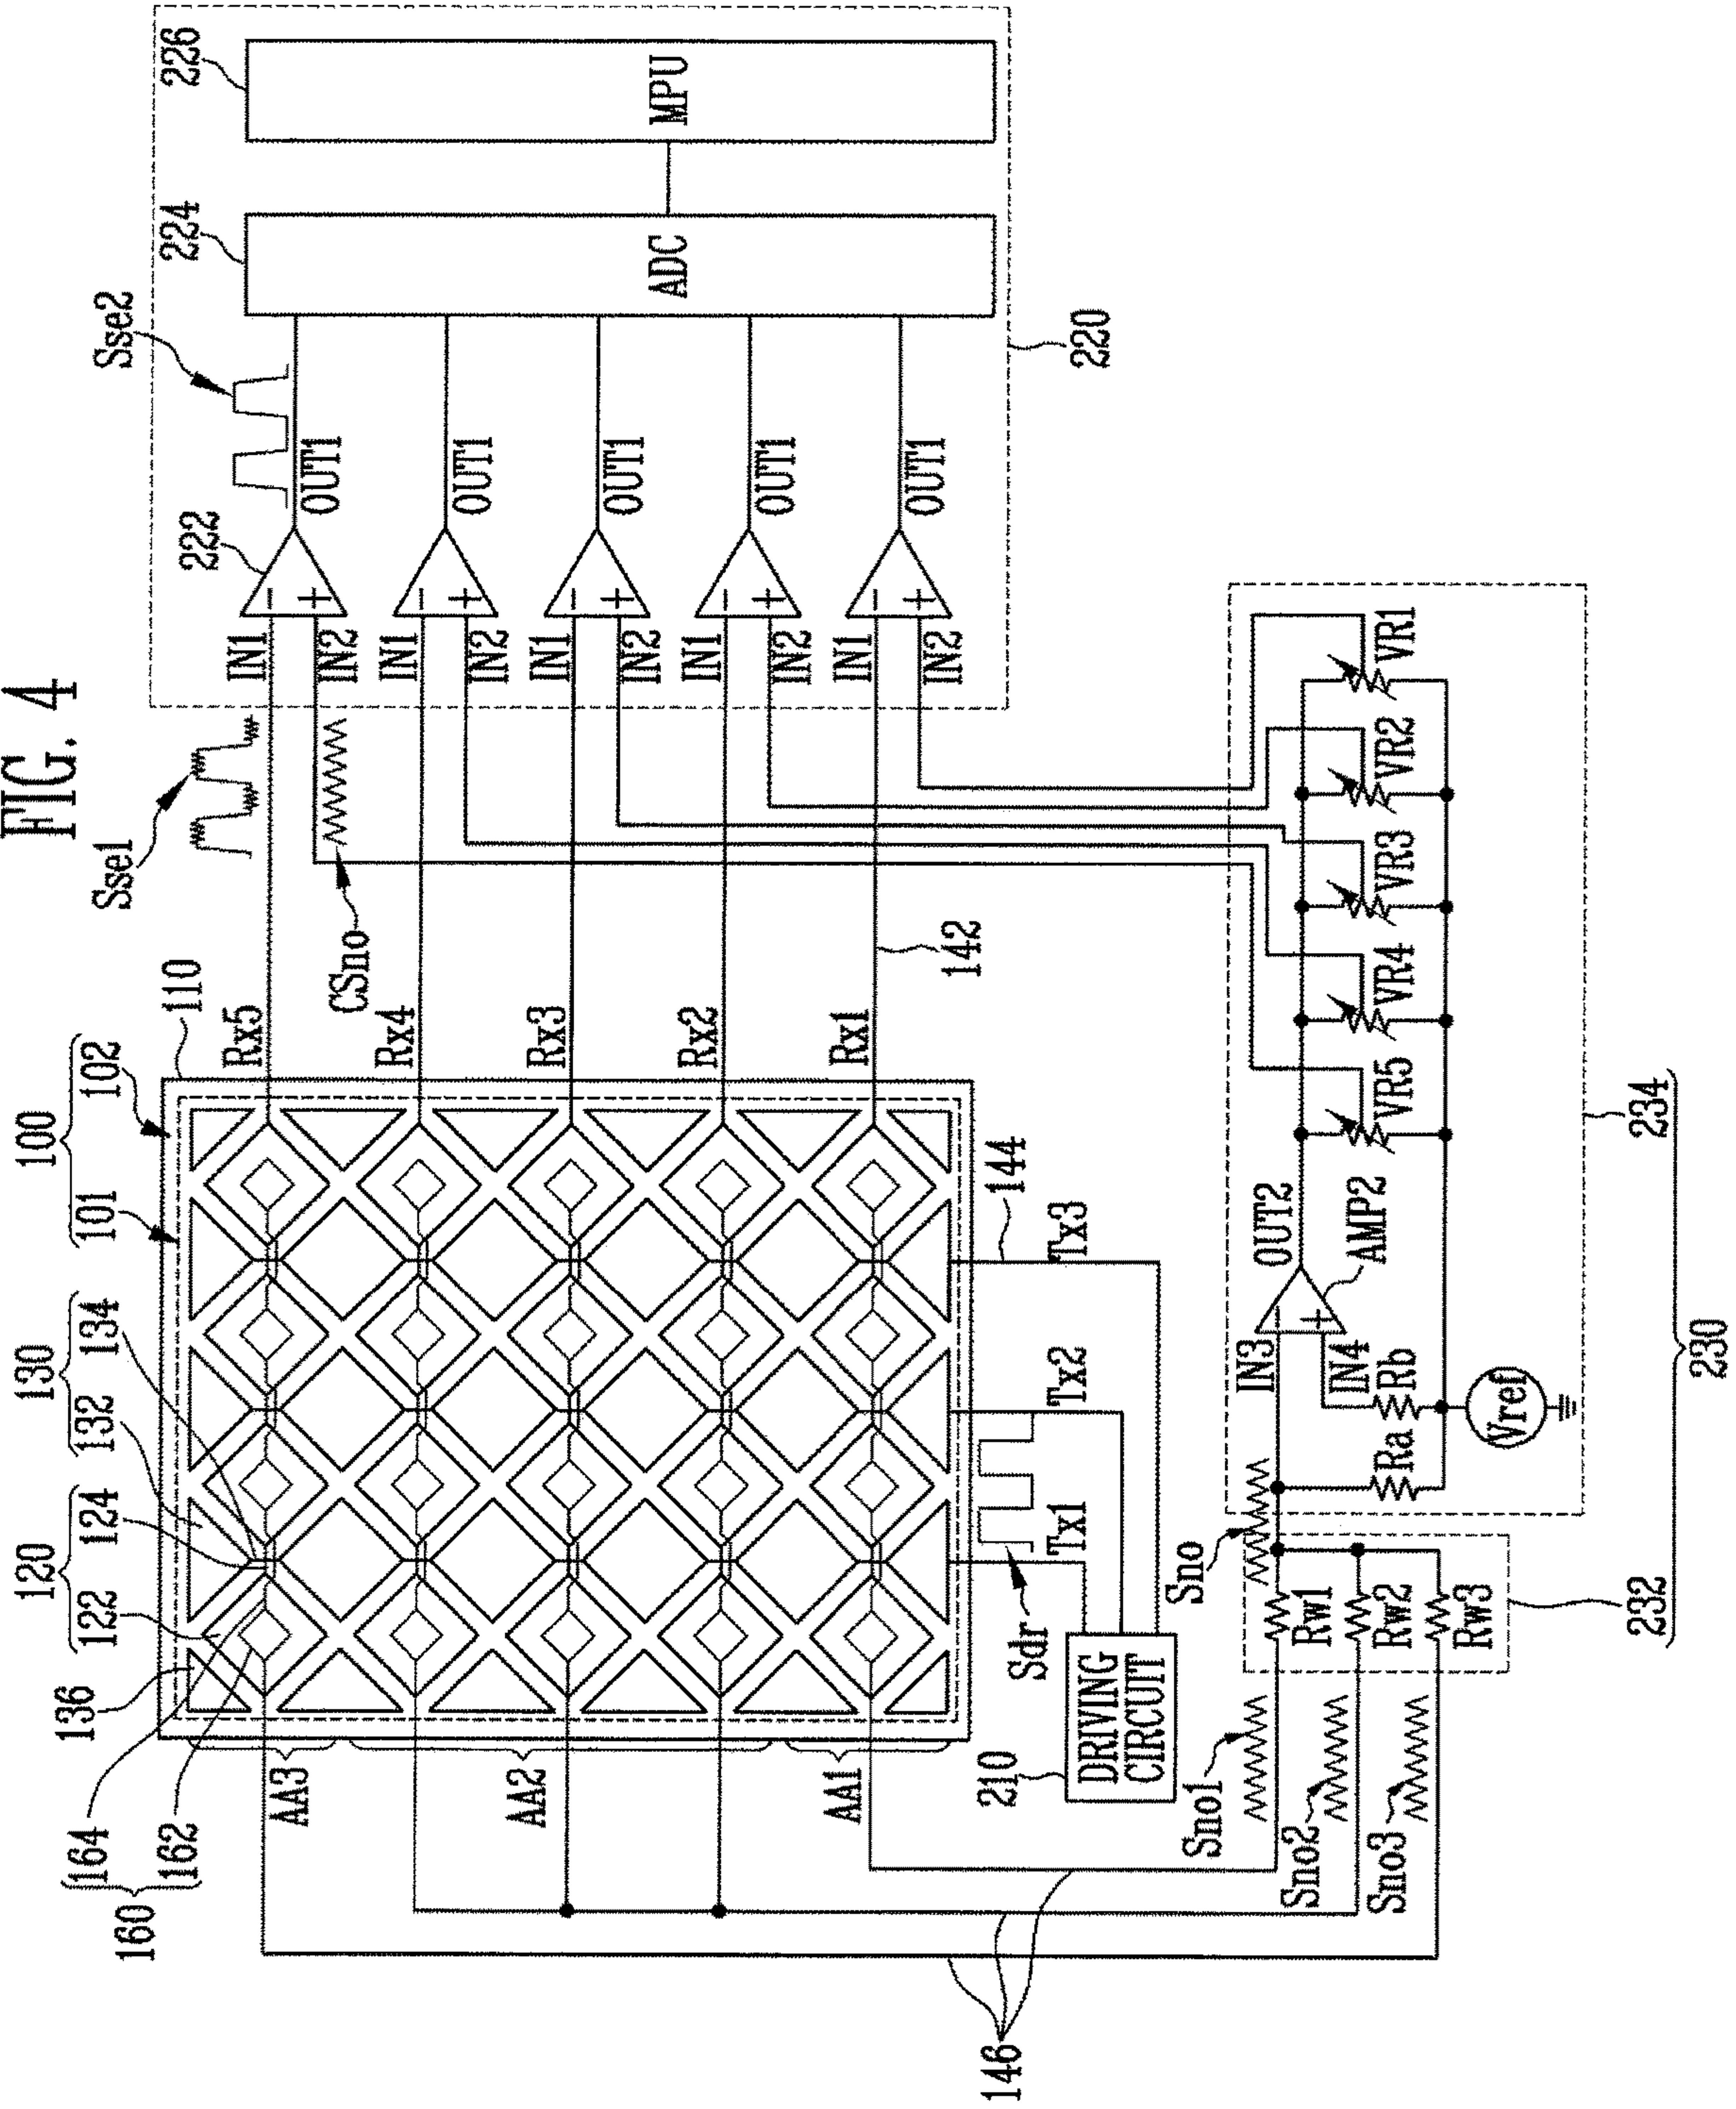 FIG. 4
100
101
102
110
120
122
124
130
132
134
136
160
164
162
AA3
AA2
AA1
Rx5
Rx4
Rx3
Rx2
Rx1
142
144
146
Tx1
Tx2
Tx3
Sdr
210
DRIVING
CIRCUIT
Sse1
CSno
Sse2
222
IN1
IN2
OUT1
IN1
IN2
OUT1
IN1
IN2
OUT1
IN1
IN2
OUT1
IN1
IN2
OUT1
224
ADC
226
MPU
220
Sno1
Sno2
Sno3
Sno
Rw1
Rw2
Rw3
232
IN3
IN4
OUT2
AMP2
Ra
Rb
Vref
VR5
VR4
VR3
VR2
VR1
234
230